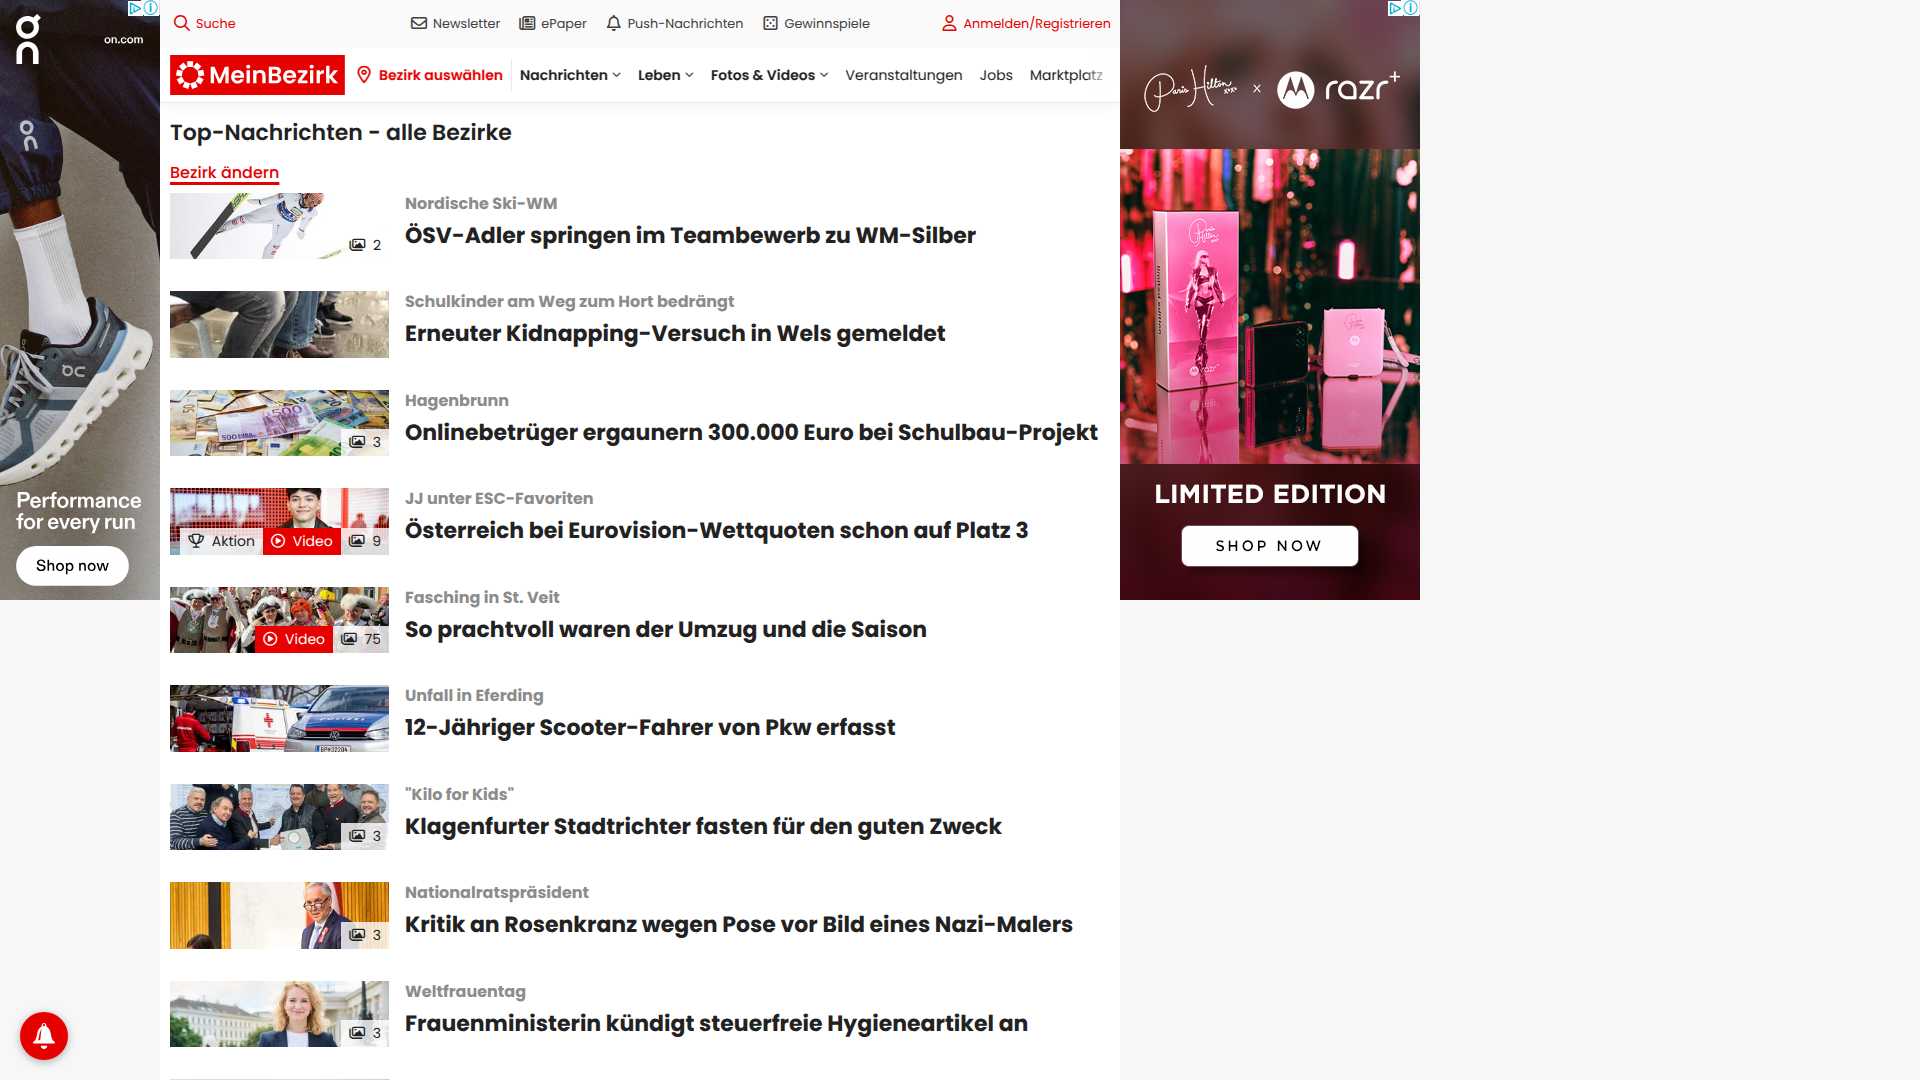 on.com
Performance
for every run
Shop now
Suche
Newsletter
ePaper
Push-Nachrichten
Gewinnspiele
Anmelden/Registrieren
MeinBezirk
Bezirk auswählen
Nachrichten
Leben
Fotos & Videos
Veranstaltungen
Jobs
Marktplatz
Top-Nachrichten - alle Bezirke
Bezirk ändern
2
Nordische Ski-WM
ÖSV-Adler springen im Teambewerb zu WM-Silber
Schulkinder am Weg zum Hort bedrängt
Erneuter Kidnapping-Versuch in Wels gemeldet
3
Hagenbrunn
Onlinebetrüger ergaunern 300.000 Euro bei Schulbau-Projekt
Aktion
Video
9
JJ unter ESC-Favoriten
Österreich bei Eurovision-Wettquoten schon auf Platz 3
Video
75
Fasching in St. Veit
So prachtvoll waren der Umzug und die Saison
Unfall in Eferding
12-Jähriger Scooter-Fahrer von Pkw erfasst
3
"Kilo for Kids"
Klagenfurter Stadtrichter fasten für den guten Zweck
3
Nationalratspräsident
Kritik an Rosenkranz wegen Pose vor Bild eines Nazi-Malers
3
Weltfrauentag
Frauenministerin kündigt steuerfreie Hygieneartikel an
Paris Hilton x razr+
LIMITED EDITION
SHOP NOW